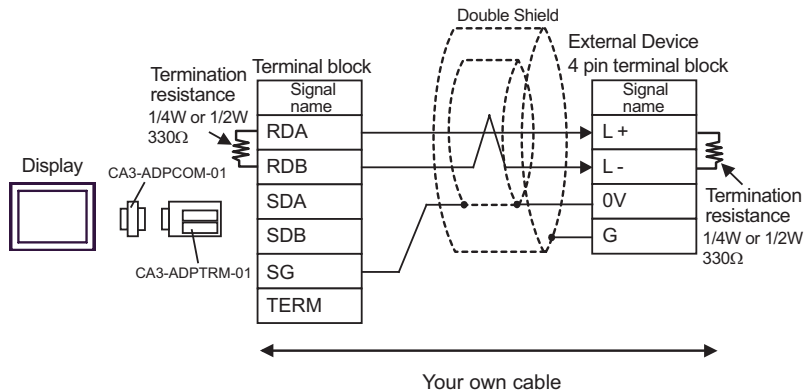 Double Shield
External Device
4 pin terminal block
Terminal block
Termination
resistance
1/4W or 1/2W
330Ω
Signal
name
Signal
name
RDA
L +
RDB
L -
Display
CA3-ADPCOM-01
SDA
0V
Termination
resistance
1/4W or 1/2W
330Ω
SDB
G
CA3-ADPTRM-01
SG
TERM
Your own cable